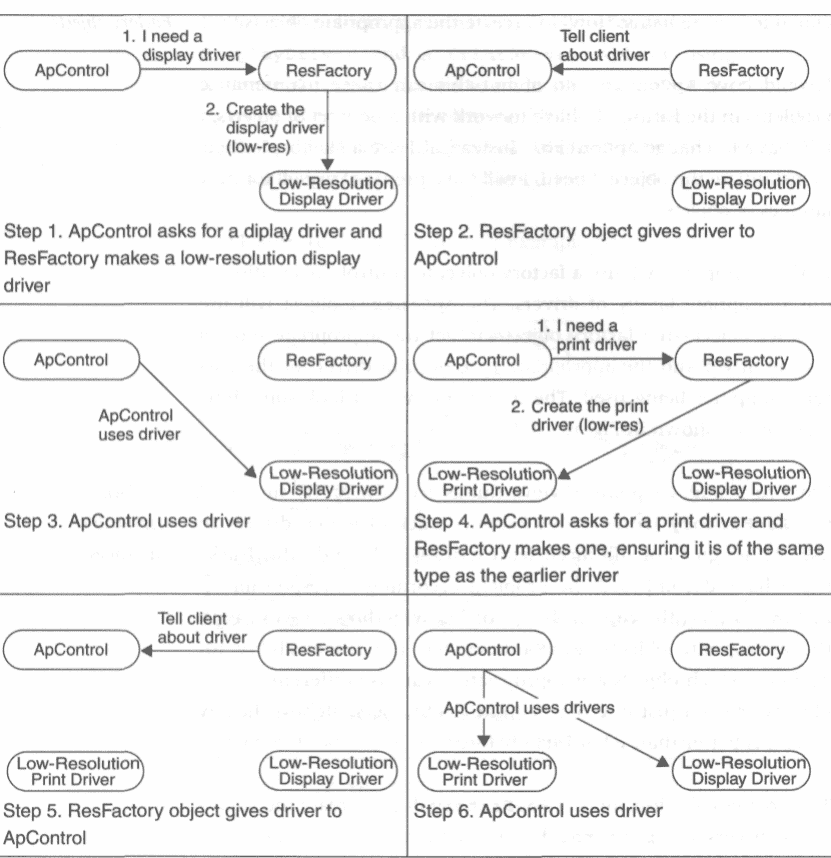 1. I need a
display driver
ApControl
ResFactory
2. Create the
display driver
(low-res)
Low-Resolution
Display Driver
Step 1. ApControl asks for a diplay driver and
ResFactory makes a low-resolution display
driver
Tell client
about driver
ApControl
ResFactory
Low-Resolution
Display Driver
Step 2. ResFactory object gives driver to
ApControl
ApControl
ResFactory
ApControl
uses driver
Low-Resolution
Display Driver
Step 3. ApControl uses driver
1. I need a
print driver
ApControl
ResFactory
2. Create the print
driver (low-res)
Low-Resolution
Print Driver
Low-Resolution
Display Driver
Step 4. ApControl asks for a print driver and
ResFactory makes one, ensuring it is of the same
type as the earlier driver
Tell client
about driver
ApControl
ResFactory
Low-Resolution
Print Driver
Low-Resolution
Display Driver
Step 5. ResFactory object gives driver to
ApControl
ApControl
ResFactory
ApControl uses drivers
Low-Resolution
Print Driver
Low-Resolution
Display Driver
Step 6. ApControl uses driver